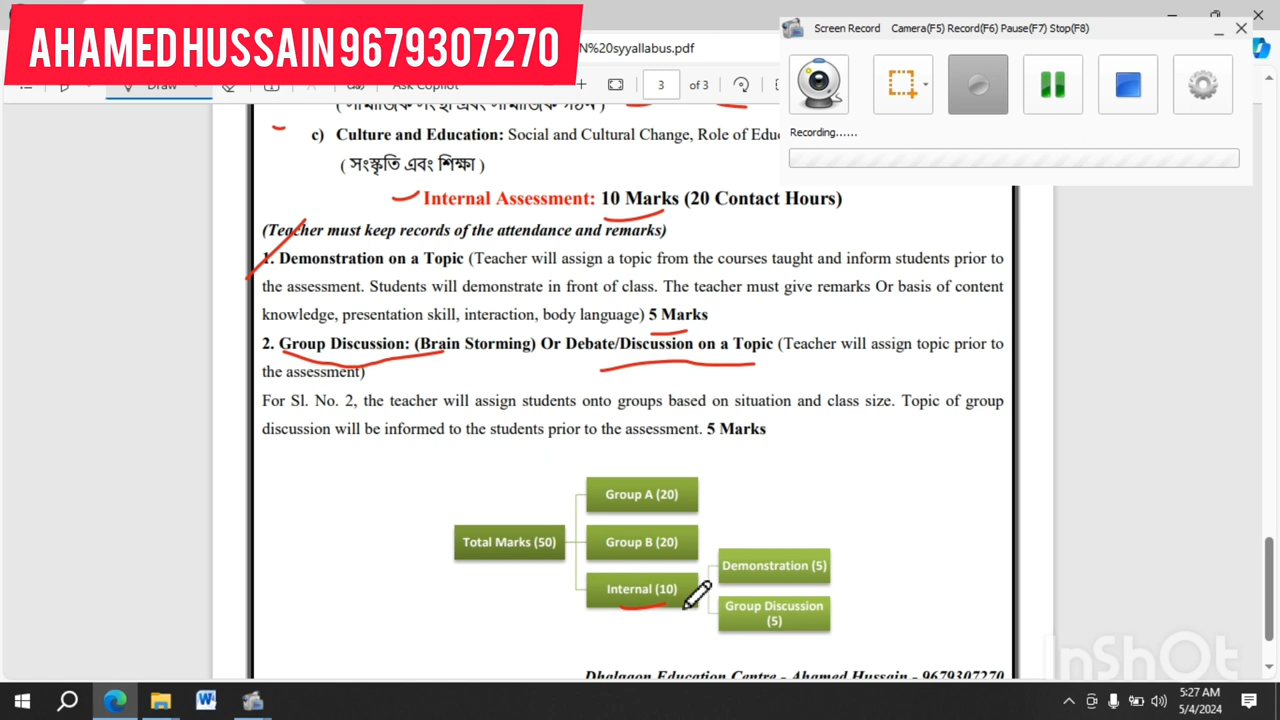 AHAMED HUSSAIN 9679307270
N%20syyallabus.pdf
Screen Record Camera(F5) Record(F6) Pause(F7) Stop(F8)
Draw
Ask Copilot
3 of 3
Recording......
(সামাজিক সংস্থা এবং সামাজিক গঠন)
c) Culture and Education: Social and Cultural Change, Role of Edu
( সংস্কৃতি এবং শিক্ষা )
Internal Assessment: 10 Marks (20 Contact Hours)
(Teacher must keep records of the attendance and remarks)
1. Demonstration on a Topic (Teacher will assign a topic from the courses taught and inform students prior to
the assessment. Students will demonstrate in front of class. The teacher must give remarks Or basis of content
knowledge, presentation skill, interaction, body language) 5 Marks
2. Group Discussion: (Brain Storming) Or Debate/Discussion on a Topic (Teacher will assign topic prior to
the assessment)
For Sl. No. 2, the teacher will assign students onto groups based on situation and class size. Topic of group
discussion will be informed to the students prior to the assessment. 5 Marks
Group A (20)
Total Marks (50)
Group B (20)
Internal (10)
Demonstration (5)
Group Discussion
(5)
InShOt
Dhalagon Education Centre - Ahamed Hussain - 9679307270
5:27 AM
5/4/2024